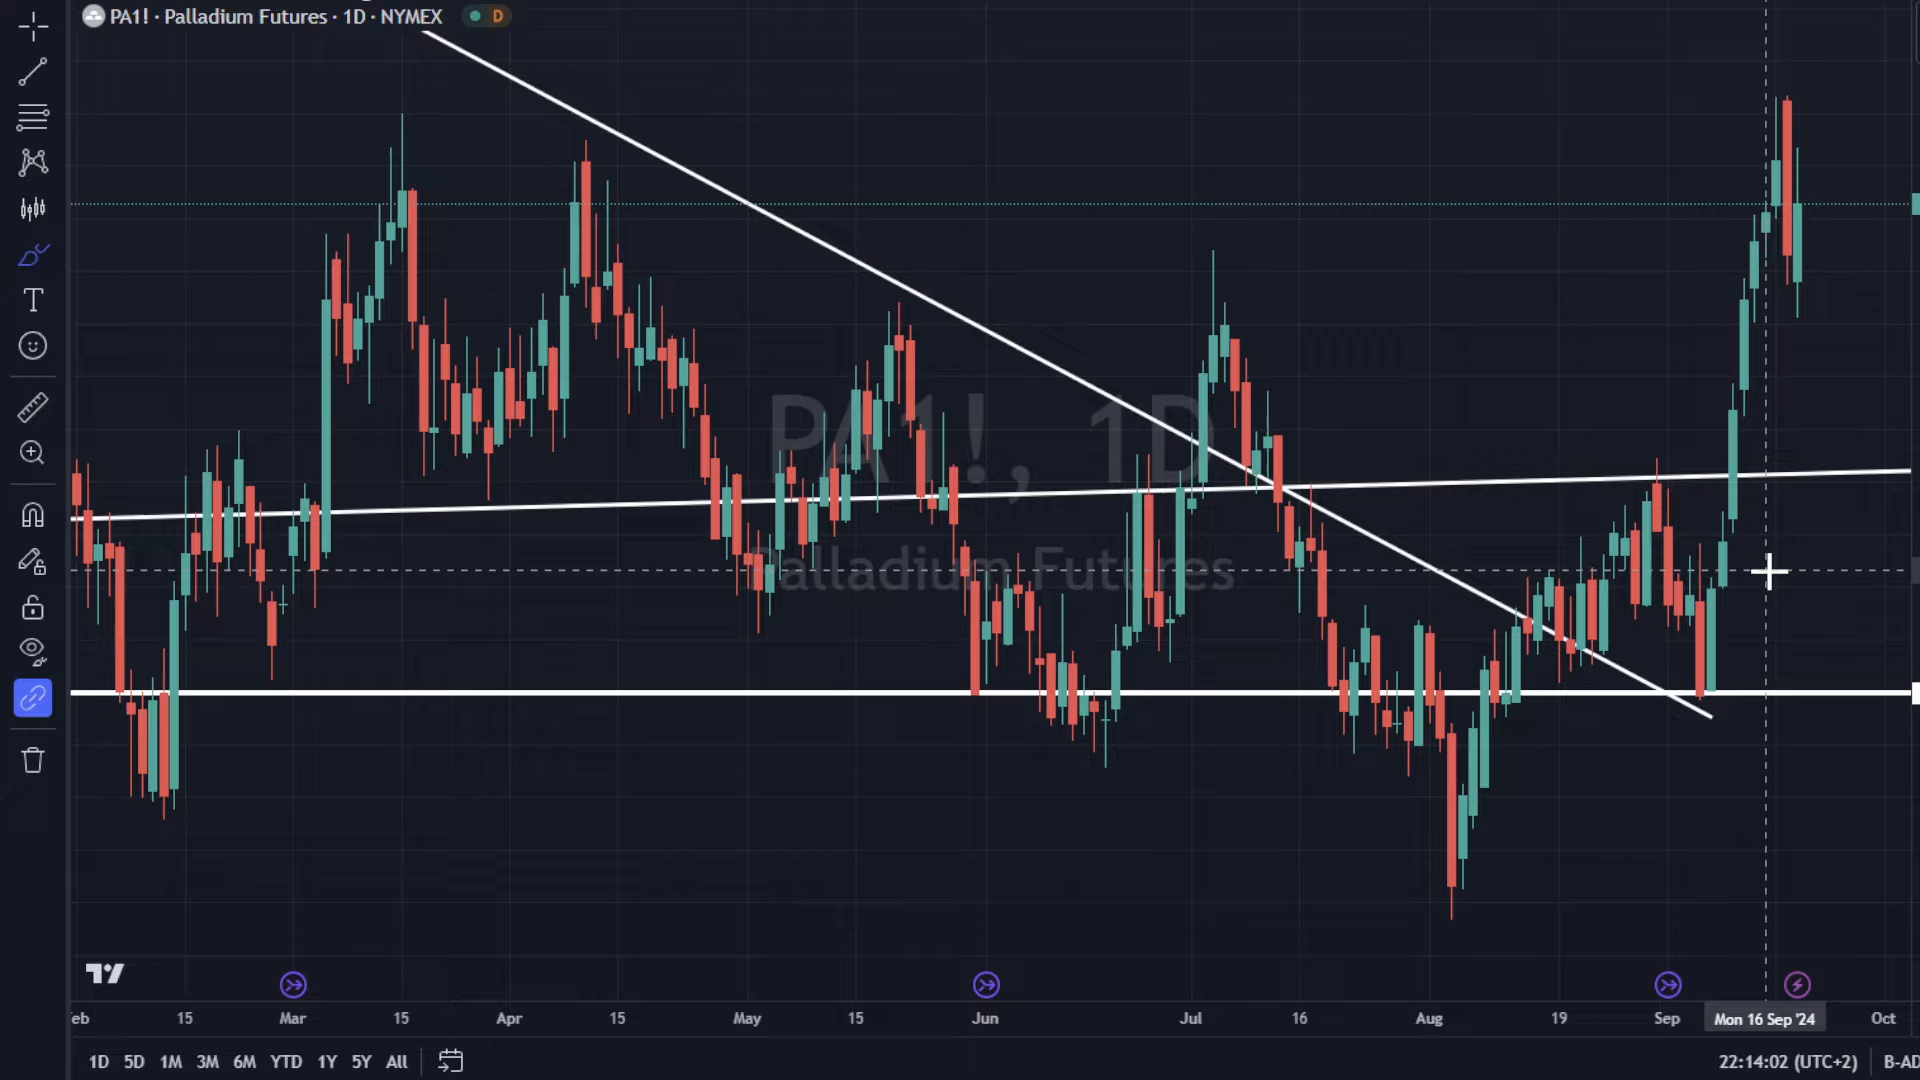 PA1! · Palladium Futures · 1D · NYMEX D
PA1!, 1D
Palladium Futures
15 Mar 15 Apr 15 May 15 Jun Jul 16 Aug 19 Sep Mon 16 Sep '24 Oct
1D 5D 1M 3M 6M YTD 1Y 5Y All 22:14:02 (UTC+2)